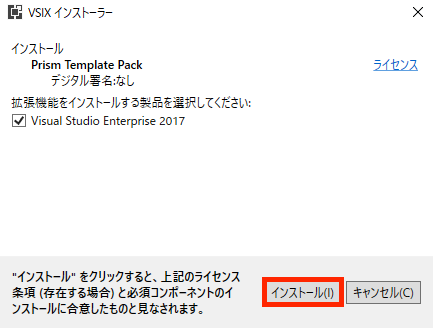 VSIX インストーラー
インストール
Prism Template Pack
ライセンス
デジタル署名:なし
拡張機能をインストールする製品を選択してください:
Visual Studio Enterprise 2017
"インストール" をクリックすると、上記のライセンス
条項 (存在する場合) と必須コンポーネントのイ
ンストールに合意したものと見なされます。
インストール(I)
キャンセル(C)